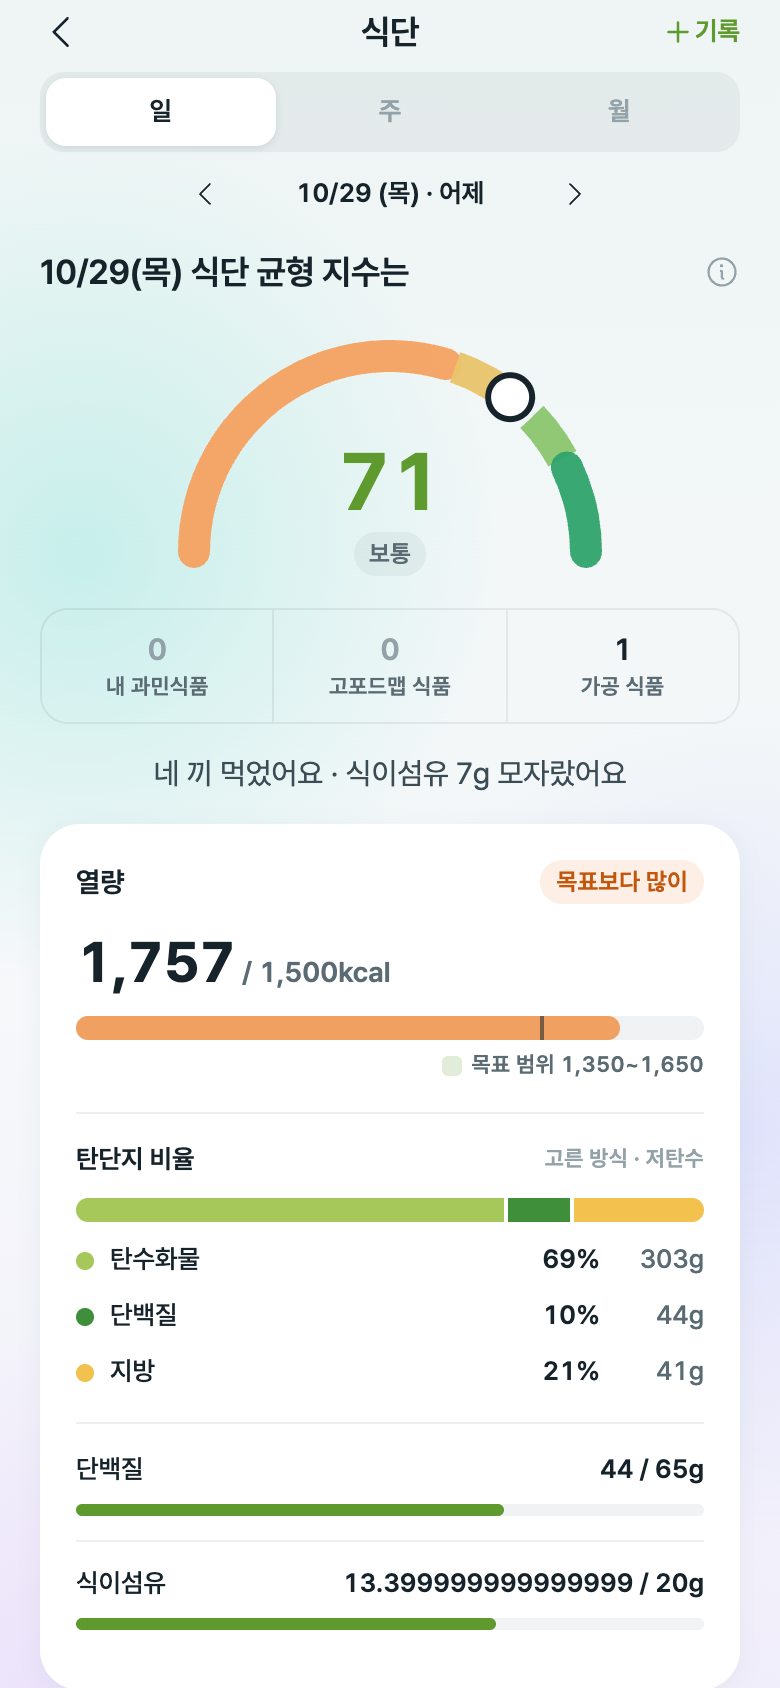 식단
+ 기록
일 주 월
10/29 (목) · 어제
10/29(목) 식단 균형 지수는
71
보통
0 0 1
내 과민식품 고포드맵 식품 가공 식품
네 끼 먹었어요 · 식이섬유 7g 모자랐어요
열량 목표보다 많이
1,757 / 1,500kcal
목표 범위 1,350~1,650
탄단지 비율 고른 방식 · 저탄수
탄수화물 69% 303g
단백질 10% 44g
지방 21% 41g
단백질 44 / 65g
식이섬유 13.399999999999999 / 20g